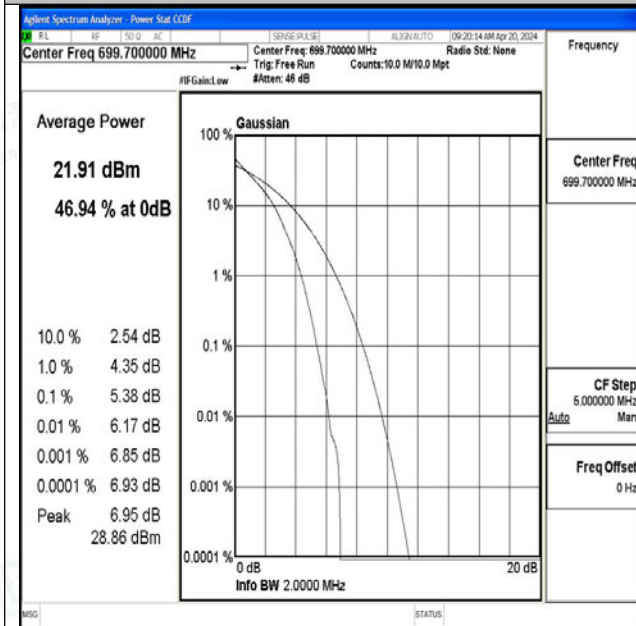 Agilent Spectrum Analyzer - Power Stat CCDF
RL RF 50 Ω AC SENSE:PULSE ALIGN AUTO 09:20:14 AM Apr 20, 2024
Center Freq 699.700000 MHz
Center Freq: 699.700000 MHz
Radio Std: None
Trig: Free Run
Counts:10.0 M/10.0 Mpt
#IFGain:Low
#Atten: 46 dB
Average Power
21.91 dBm
46.94 % at 0dB
10.0 % 2.54 dB
1.0 % 4.35 dB
0.1 % 5.38 dB
0.01 % 6.17 dB
0.001 % 6.85 dB
0.0001 % 6.93 dB
Peak 6.95 dB
28.86 dBm
Gaussian
100 %
10 %
1 %
0.1 %
0.01 %
0.001 %
0.0001 %
0 dB
20 dB
Info BW 2.0000 MHz
Frequency
Center Freq
699.700000 MHz
CF Step
5.000000 MHz
Auto Man
Freq Offset
0 Hz
MSG
STATUS